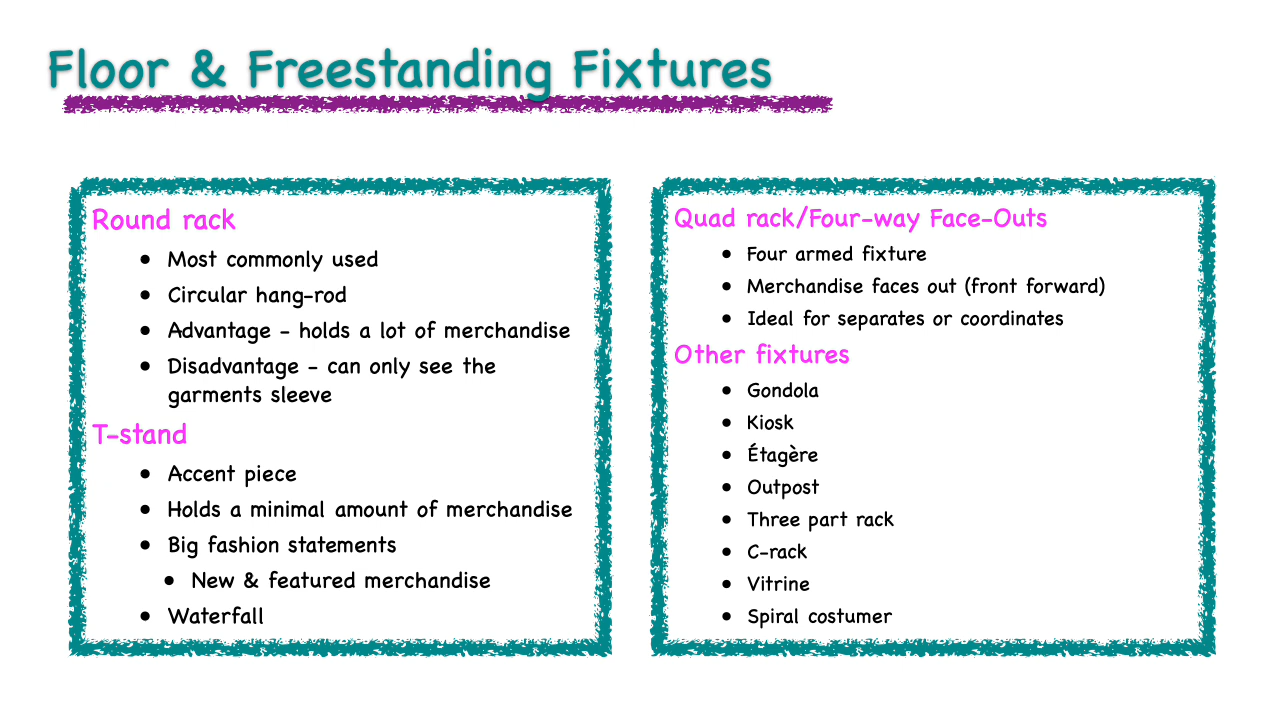 Floor & Freestanding Fixtures
Round rack
• Most commonly used
• Circular hang-rod
• Advantage - holds a lot of merchandise
• Disadvantage - can only see the
garments sleeve
T-stand
• Accent piece
• Holds a minimal amount of merchandise
• Big fashion statements
• New & featured merchandise
• Waterfall
Quad rack/Four-way Face-Outs
• Four armed fixture
• Merchandise faces out (front forward)
• Ideal for separates or coordinates
Other fixtures
• Gondola
• Kiosk
• Étagère
• Outpost
• Three part rack
• C-rack
• Vitrine
• Spiral costumer